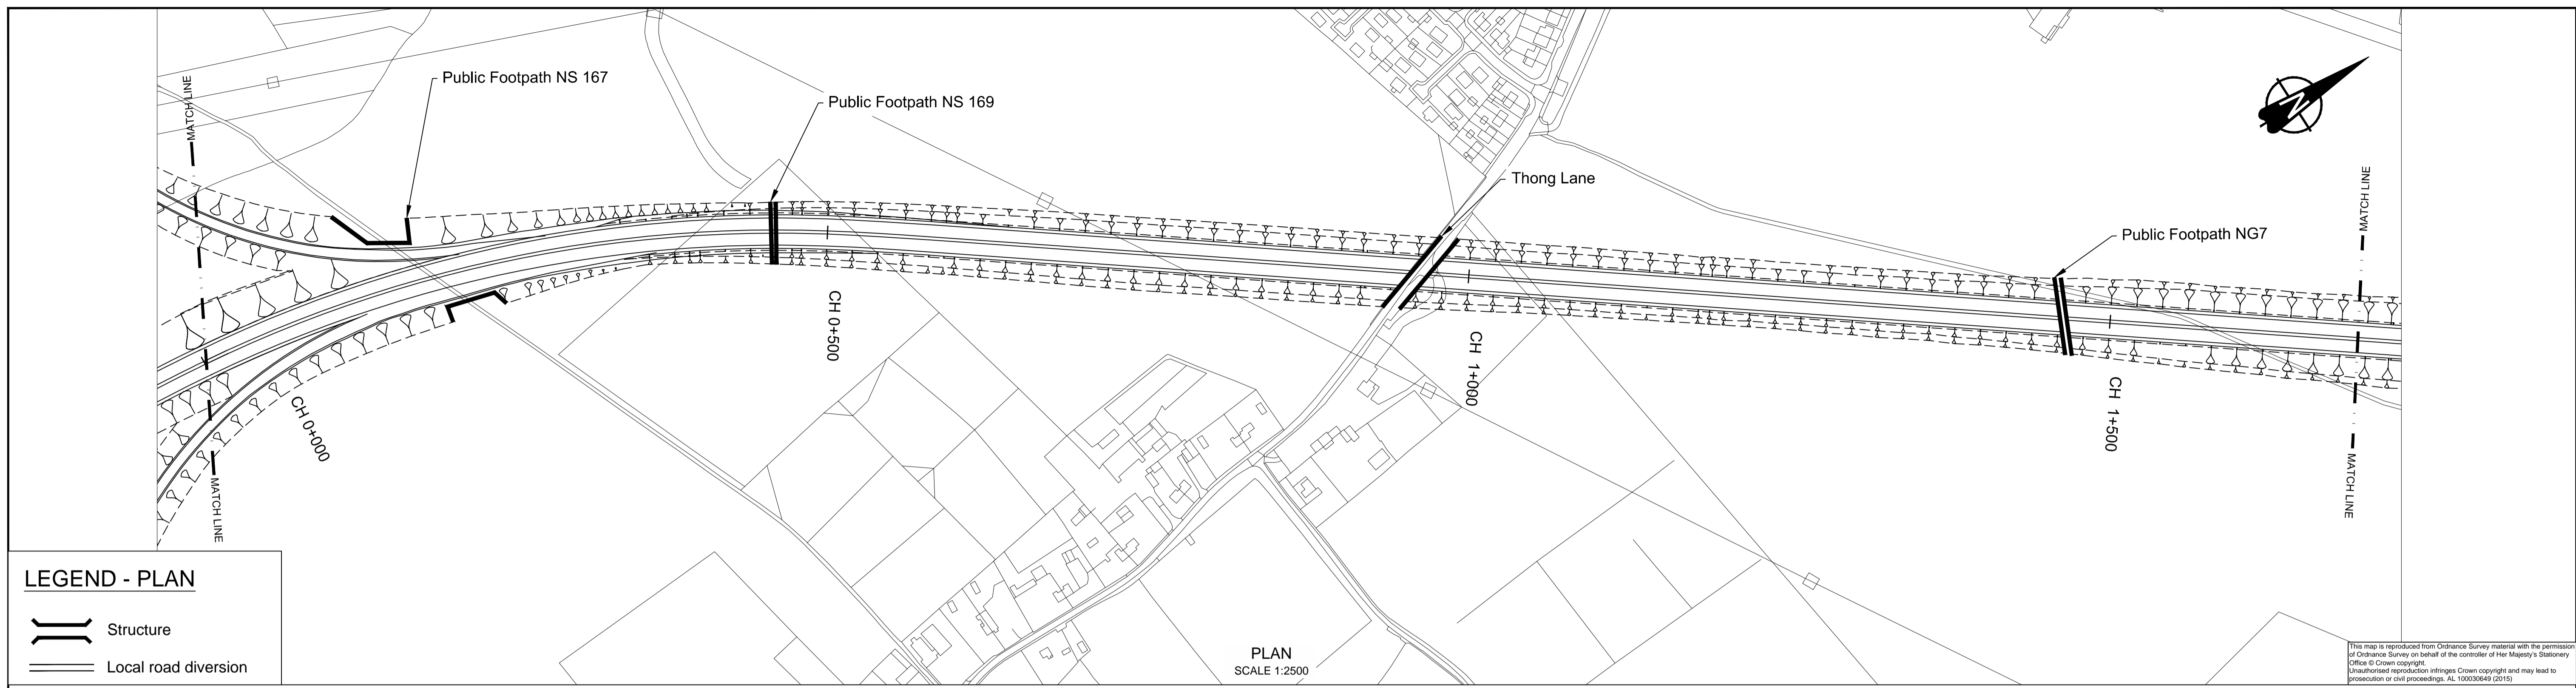 Public Footpath NS 167
Public Footpath NS 169
Thong Lane
Public Footpath NG7
MATCH LINE
MATCH LINE
MATCH LINE
MATCH LINE
CH 0+000
CH 0+500
CH 1+000
CH 1+500
LEGEND - PLAN
Structure
Local road diversion
PLAN
SCALE 1:2500
This map is reproduced from Ordnance Survey material with the permission
of Ordnance Survey on behalf of the controller of Her Majesty's Stationery
Office © Crown copyright.
Unauthorised reproduction infringes Crown copyright and may lead to
prosecution or civil proceedings. AL 100030649 (2015)